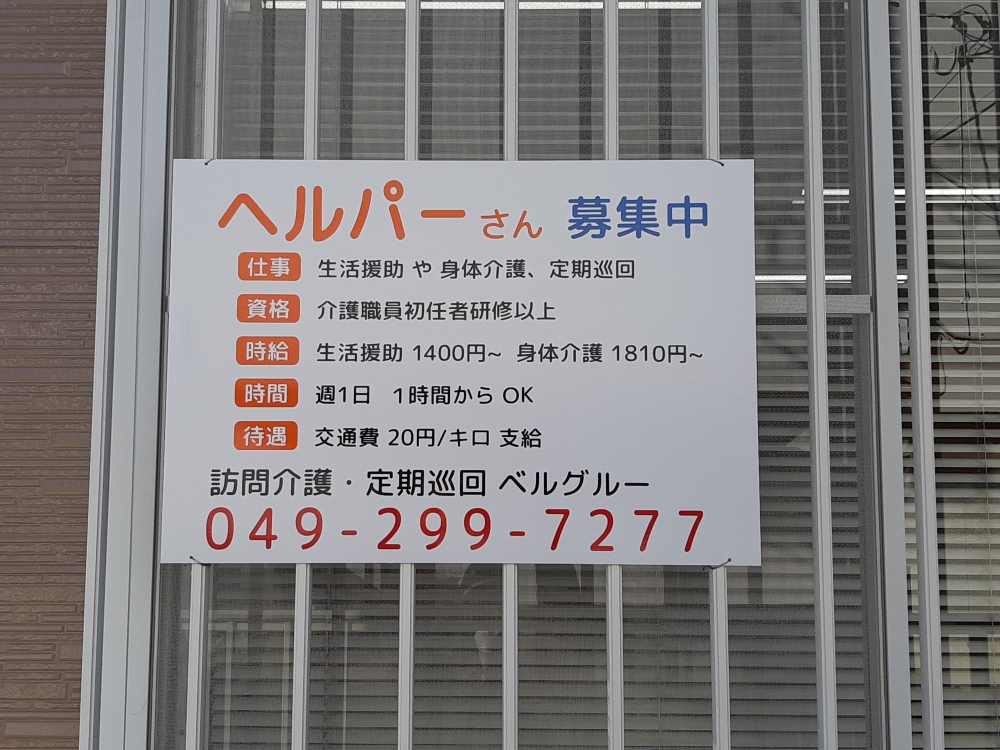 ヘルパーさん 募集中
仕事 生活援助 や 身体介護、定期巡回
資格 介護職員初任者研修以上
時給 生活援助 1400円~ 身体介護 1810円~
時間 週1日 1時間から OK
待遇 交通費 20円/キロ 支給
訪問介護・定期巡回 ベルグルー
049-299-7277